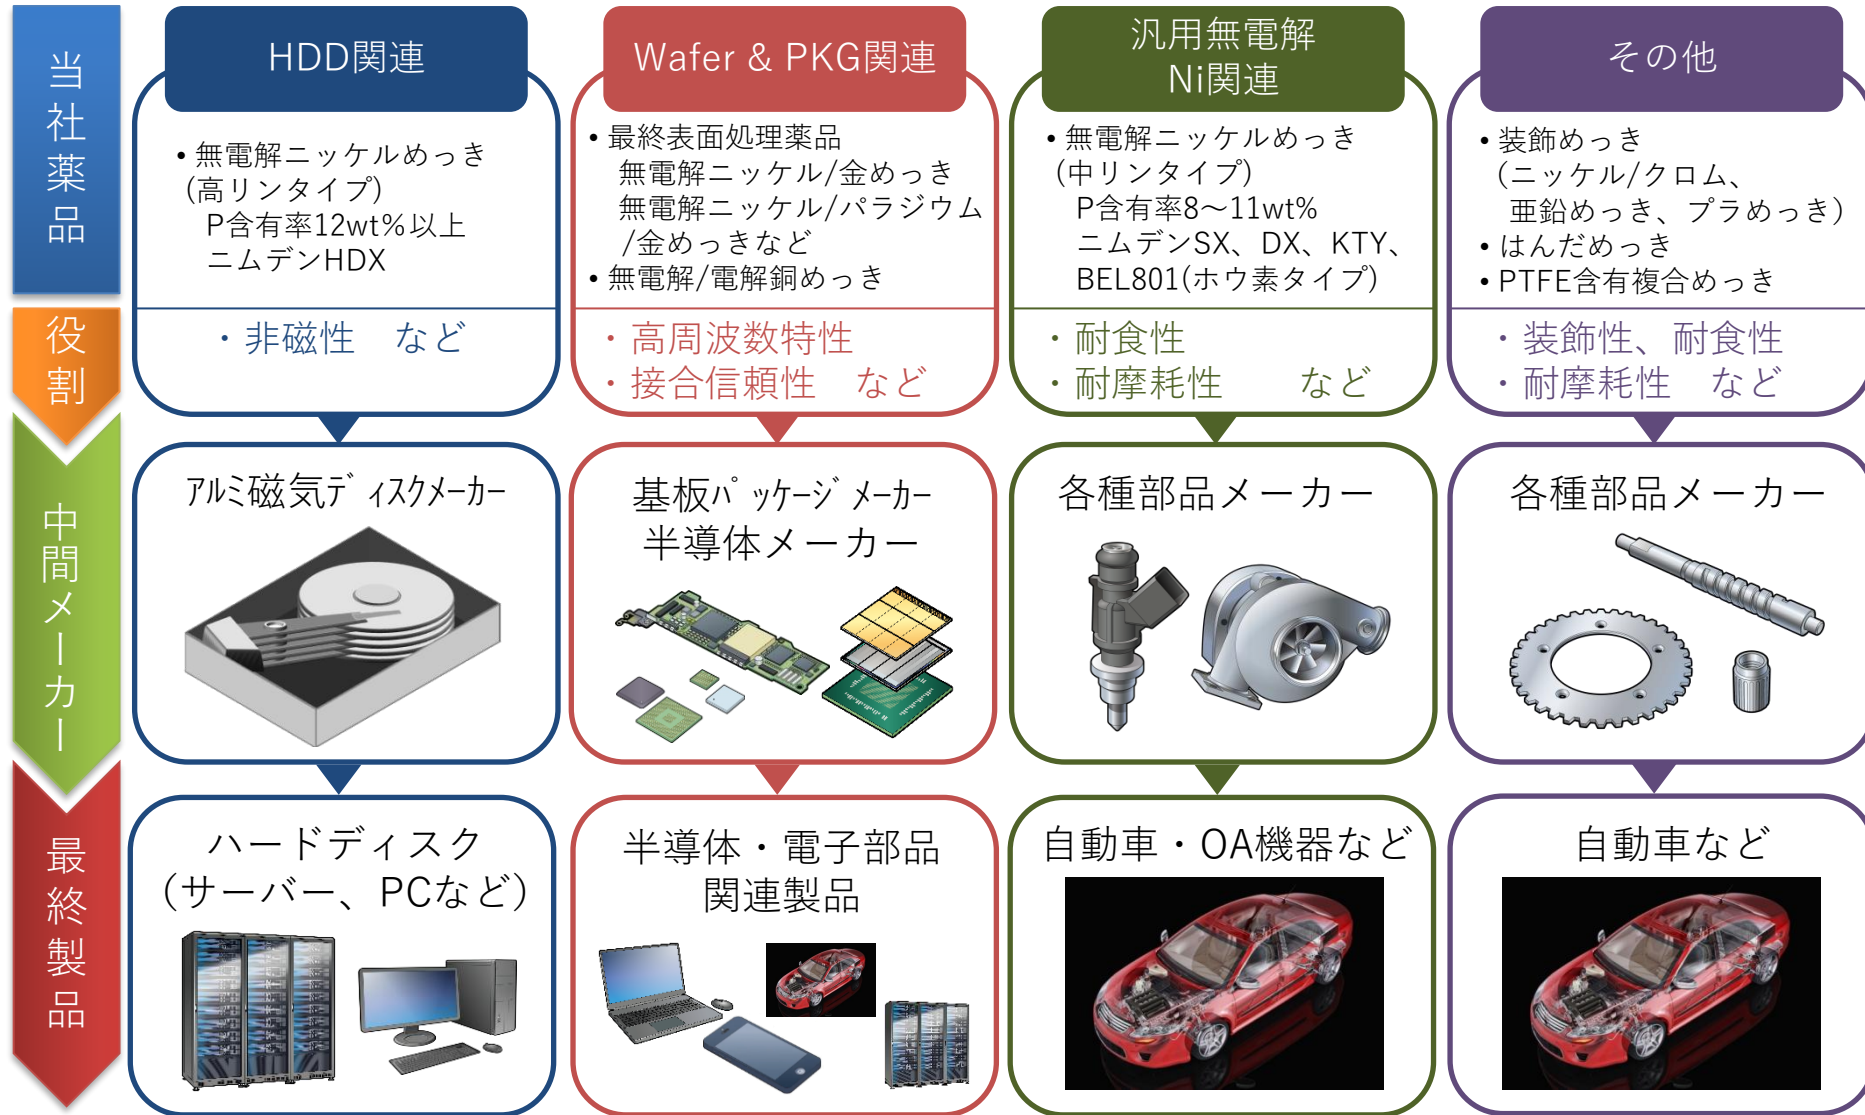 当社薬品
HDD関連
・無電解ニッケルめっき
(高リンタイプ)
P含有率12wt%以上
ニムデンHDX
Wafer & PKG関連
・最終表面処理薬品
無電解ニッケル/金めっき
無電解ニッケル/パラジウム
/金めっきなど
・無電解/電解銅めっき
汎用無電解
Ni関連
・無電解ニッケルめっき
(中リンタイプ)
P含有率8～11wt%
ニムデンSX、DX、KTY、
BEL801(ホウ素タイプ)
その他
・装飾めっき
(ニッケル/クロム、
亜鉛めっき、プラめっき)
・はんだめっき
・PTFE含有複合めっき
役割
・非磁性　など
・高周波数特性
・接合信頼性　など
・耐食性
・耐摩耗性　　など
・装飾性、耐食性
・耐摩耗性　など
中間メーカー
ｱﾙﾐ磁気ﾃﾞｨｽｸﾒｰｶｰ
基板ﾊﾟｯｹｰｼﾞﾒｰｶｰ
半導体メーカー
各種部品メーカー
各種部品メーカー
最終製品
ハードディスク
(サーバー、PCなど)
半導体・電子部品
関連製品
自動車・OA機器など
自動車など